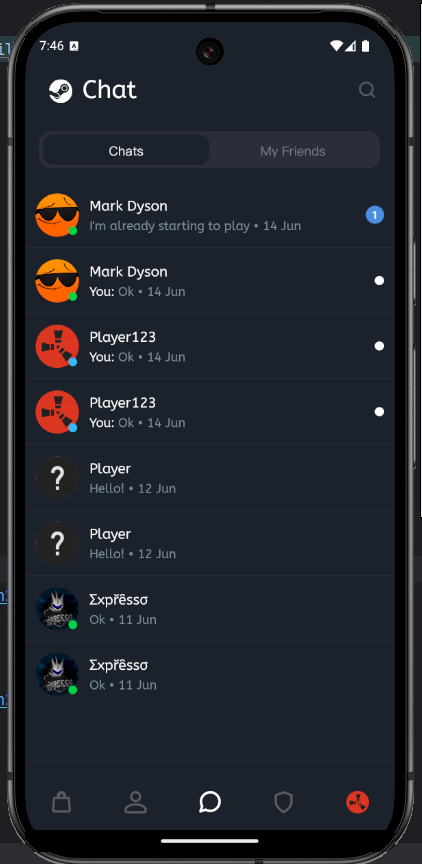 7:46
Chat
Chats
My Friends
Mark Dyson
I'm already starting to play • 14 Jun
1
Mark Dyson
You: Ok • 14 Jun
Player123
You: Ok • 14 Jun
Player123
You: Ok • 14 Jun
Player
Hello! • 12 Jun
Player
Hello! • 12 Jun
Σxpřêssσ
Ok • 11 Jun
Σxpřêssσ
Ok • 11 Jun